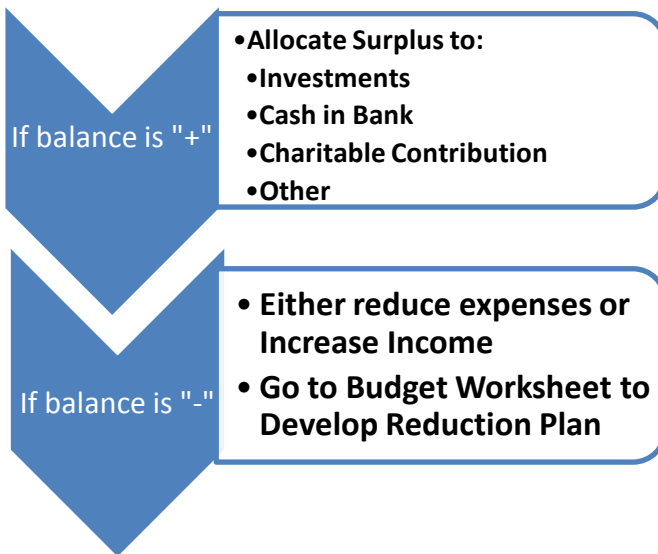 If balance is "+"
•Allocate Surplus to:
•Investments
•Cash in Bank
•Charitable Contribution
•Other
If balance is "-"
• Either reduce expenses or
Increase Income
• Go to Budget Worksheet to
Develop Reduction Plan